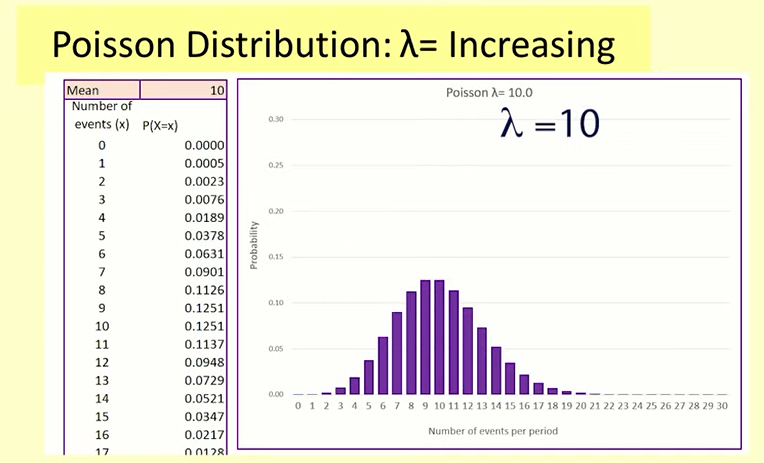 Poisson Distribution: λ= Increasing
Mean 10
Number of
events (x) P(X=x)
0 0.0000
1 0.0005
2 0.0023
3 0.0076
4 0.0189
5 0.0378
6 0.0631
7 0.0901
8 0.1126
9 0.1251
10 0.1251
11 0.1137
12 0.0948
13 0.0729
14 0.0521
15 0.0347
16 0.0217
17 0.0128
Poisson λ= 10.0
λ =10
0.30
0.25
0.20
0.15
0.10
0.05
0.00
Probability
0 1 2 3 4 5 6 7 8 9 10 11 12 13 14 15 16 17 18 19 20 21 22 23 24 25 26 27 28 29 30
Number of events per period